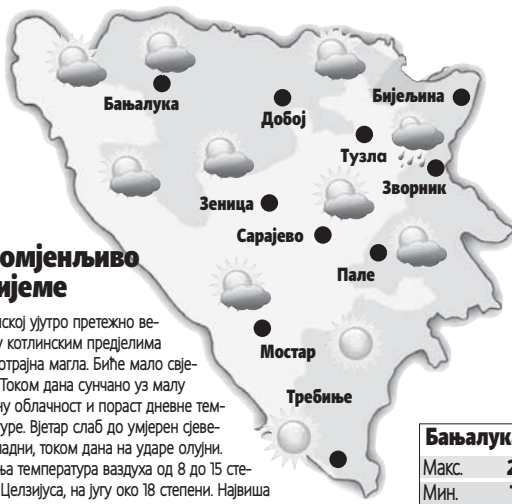 Бањалука
Добој
Бијељина
Тузла
Зворник
Зеница
Сарајево
Пале
Мостар
Требиње
омјенљиво
ијеме
ској ујутро претежно ве-
у котлинским предјелима
отрајна магла. Биће мало свје-
Током дана сунчано уз малу
ну облачност и пораст дневне тем-
уре. Вјетар слаб до умјерен сјеве-
адни, током дана на ударе олујни.
ња температура ваздуха од 8 до 15 сте-
Целзијуса, на југу око 18 степени. Највиша
Бањалук
Макс. 2
Мин.